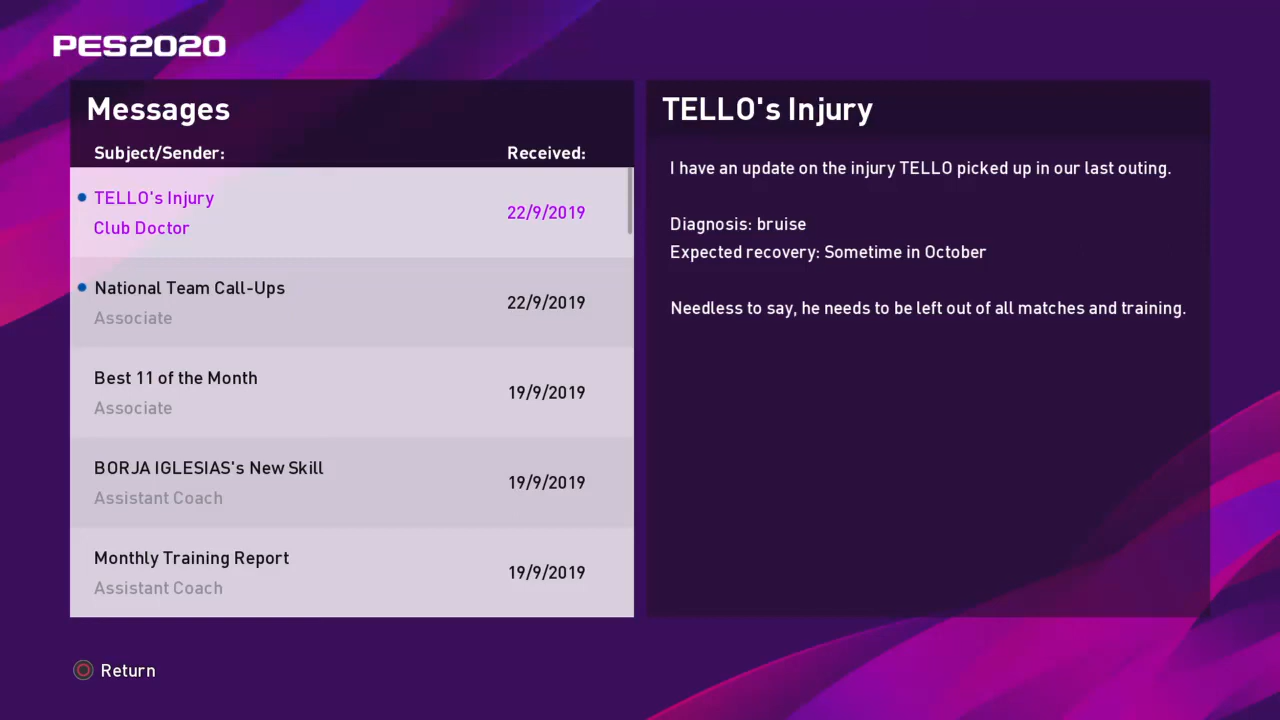 PES2020
Messages
Subject/Sender: Received:
TELLO's Injury
Club Doctor
22/9/2019
National Team Call-Ups
Associate
22/9/2019
Best 11 of the Month
Associate
19/9/2019
BORJA IGLESIAS's New Skill
Assistant Coach
19/9/2019
Monthly Training Report
Assistant Coach
19/9/2019
TELLO's Injury
I have an update on the injury TELLO picked up in our last outing.
Diagnosis: bruise
Expected recovery: Sometime in October
Needless to say, he needs to be left out of all matches and training.
Return